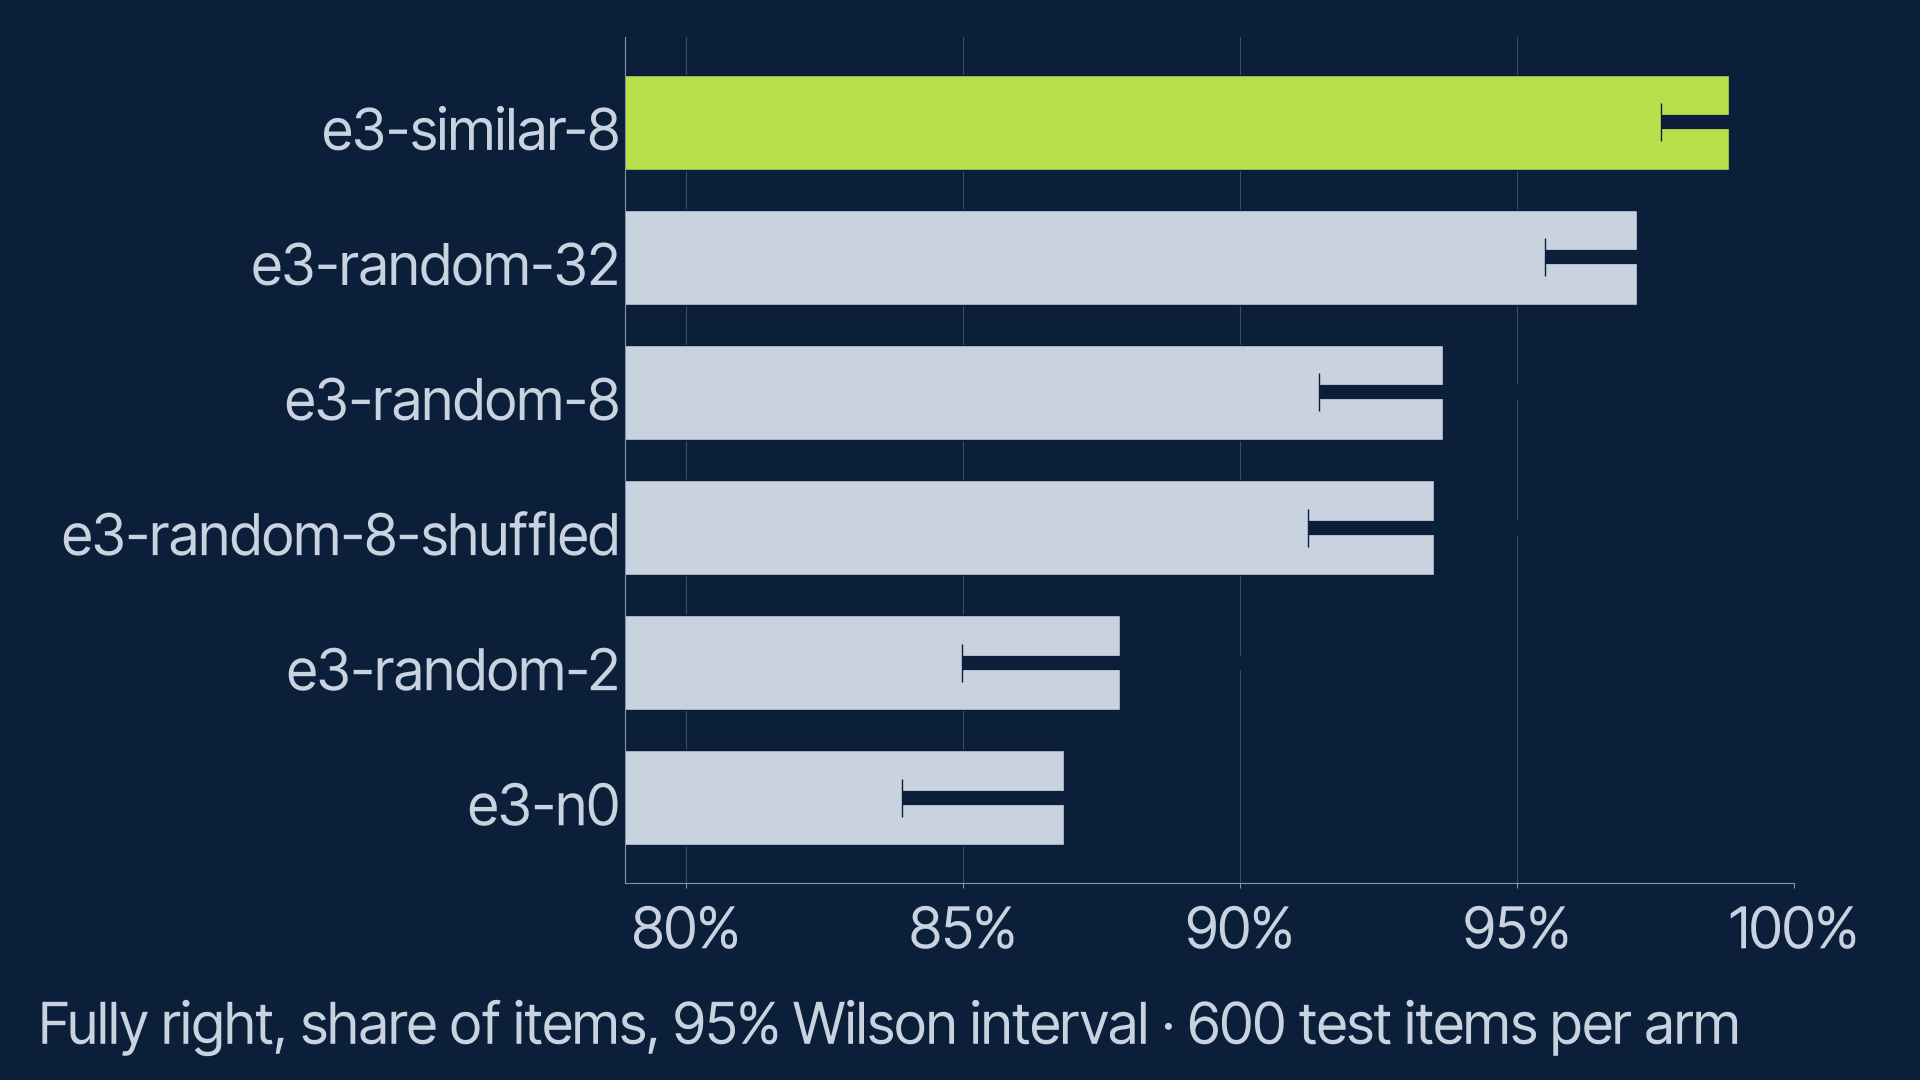 e3-similar-8
e3-random-32
e3-random-8
e3-random-8-shuffled
e3-random-2
e3-n0
80% 85% 90% 95% 100%
Fully right, share of items, 95% Wilson interval · 600 test items per arm